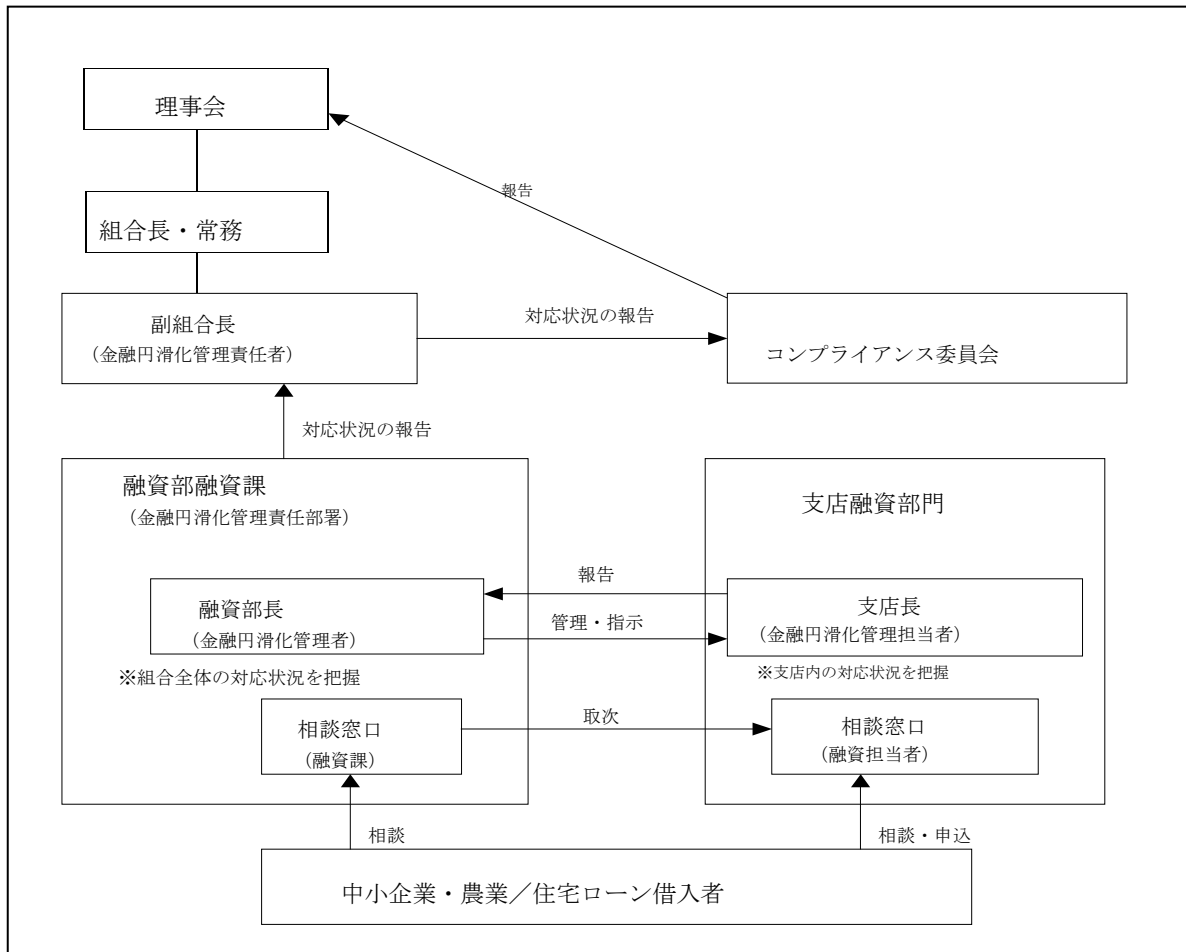 理事会
報告
組合長・常務
副組合長
（金融円滑化管理責任者）
対応状況の報告
コンプライアンス委員会
対応状況の報告
融資部融資課
（金融円滑化管理責任部署）
支店融資部門
報告
融資部長
（金融円滑化管理者）
管理・指示
支店長
（金融円滑化管理担当者）
※組合全体の対応状況を把握
※支店内の対応状況を把握
相談窓口
（融資課）
取次
相談窓口
（融資担当者）
相談
相談・申込
中小企業・農業／住宅ローン借入者